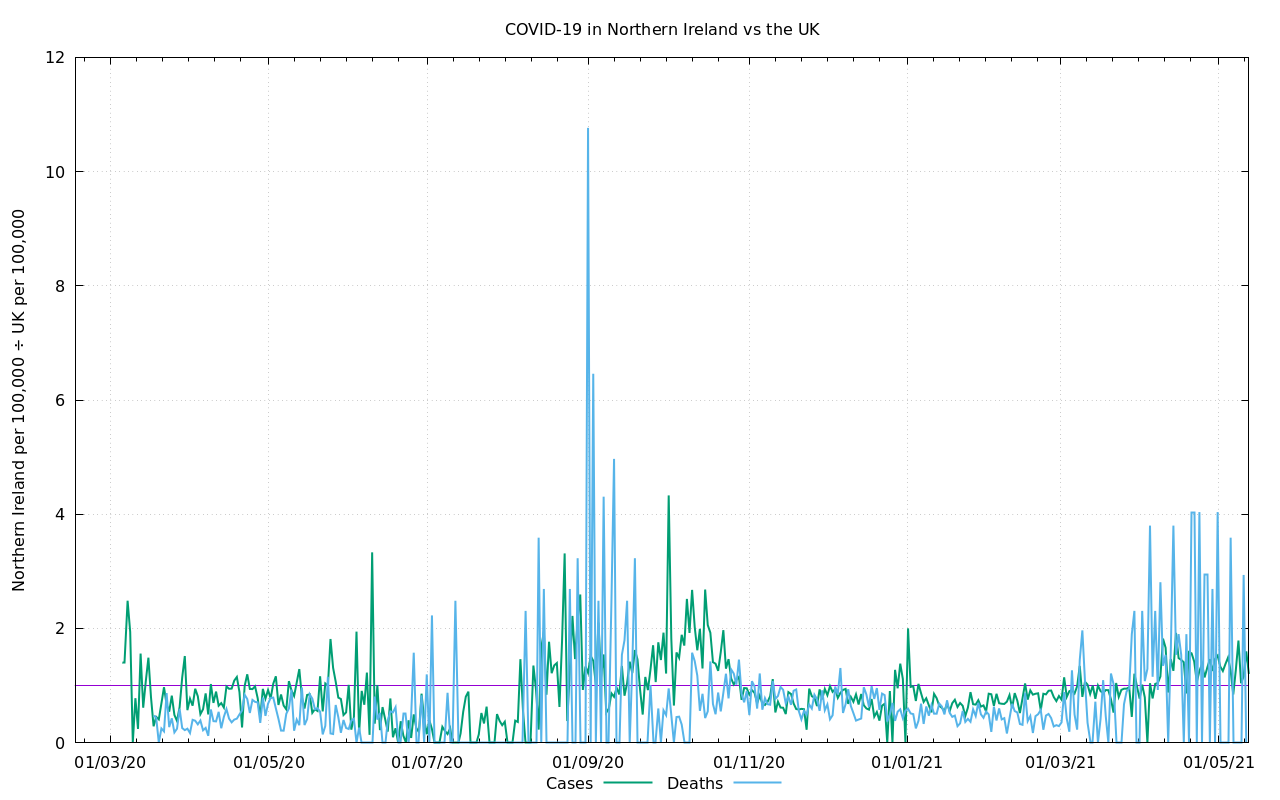 COVID-19 in Northern Ireland vs the UK
Northern Ireland per 100,000 ÷ UK per 100,000
12
10
8
6
4
2
0
01/03/20 01/05/20 01/07/20 01/09/20 01/11/20 01/01/21 01/03/21 01/05/21
Cases Deaths